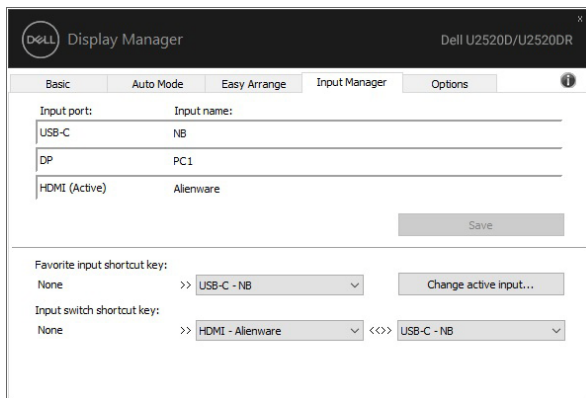 DELL Display Manager Dell U2520D/U2520DR x
Basic Auto Mode Easy Arrange Input Manager Options i
Input port: Input name:
USB-C NB
DP PC1
HDMI (Active) Alienware
Save
Favorite input shortcut key:
None >> USB-C - NB Change active input...
Input switch shortcut key:
None >> HDMI - Alienware <<>> USB-C - NB